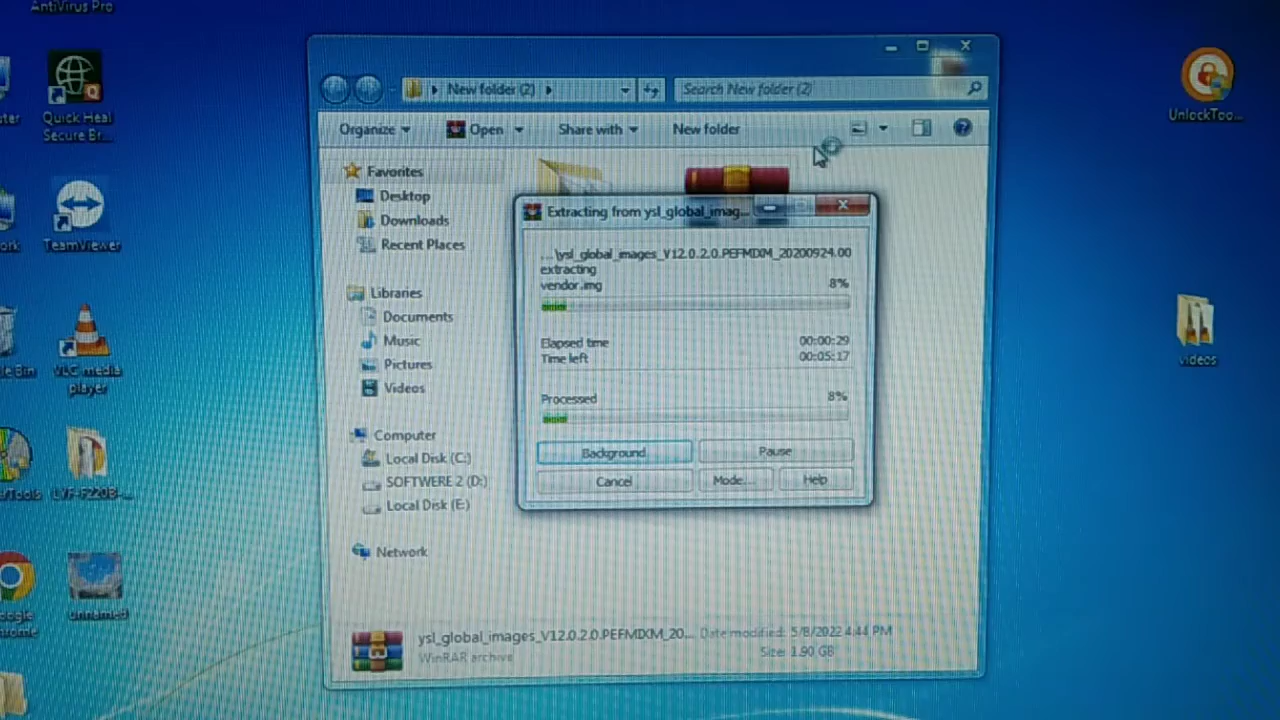 AntiVirus Pro
Quick Heal
Secure Br...
TeamViewer
VLC media
player
LYF-F220B-...
unnamed
UnlockToo...
videos
New folder (2)
Search New folder (2)
Organize
Open
Share with
New folder
Favorites
Desktop
Downloads
Recent Places
Libraries
Documents
Music
Pictures
Videos
Computer
Local Disk (C:)
SOFTWERE 2 (D:)
Local Disk (E:)
Network
Extracting from ysl_global_imag...
...\ysl_global_images_V12.0.2.0.PEFMIXM_20200924.00
extracting
vendor.img 8%
Elapsed time 00:00:29
Time left 00:05:17
Processed 8%
Background
Pause
Cancel
Mode...
Help
ysl_global_images_V12.0.2.0.PEFMIXM_20... Date modified: 5/8/2022 4:44 PM
WinRAR archive Size: 1.90 GB